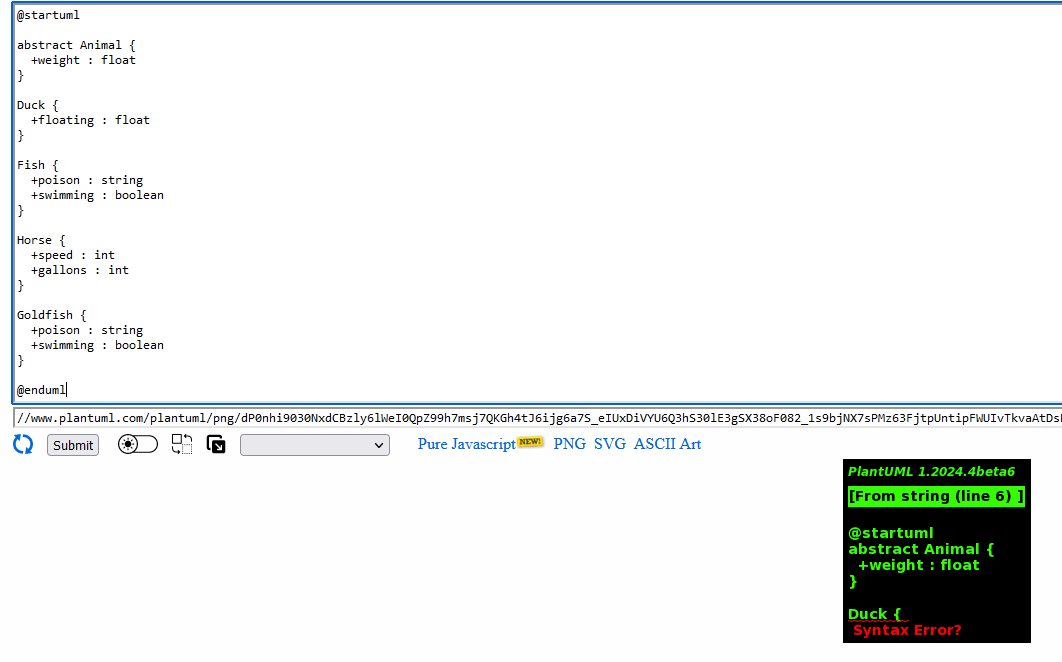 @startuml
abstract Animal {
+weight : float
}
Duck {
+floating : float
}
Fish {
+poison : string
+swimming : boolean
}
Horse {
+speed : int
+gallons : int
}
Goldfish {
+poison : string
+swimming : boolean
}
@enduml
//www.plantuml.com/plantuml/png/dP0nhi9030NxdCBzly6lWeI0QpZ99h7msj7QKGh4tJ6ijg6a7S_eIUxDiVYU6Q3hS30lE3gSX38oF082_1s9bjNX7sPMz63FjtpUntipFWUIvTkvaAtDs
Submit
Pure Javascript NEW! PNG SVG ASCII Art
PlantUML 1.2024.4beta6
[From string (line 6) ]
@startuml
abstract Animal {
+weight : float
}
Duck {
Syntax Error?